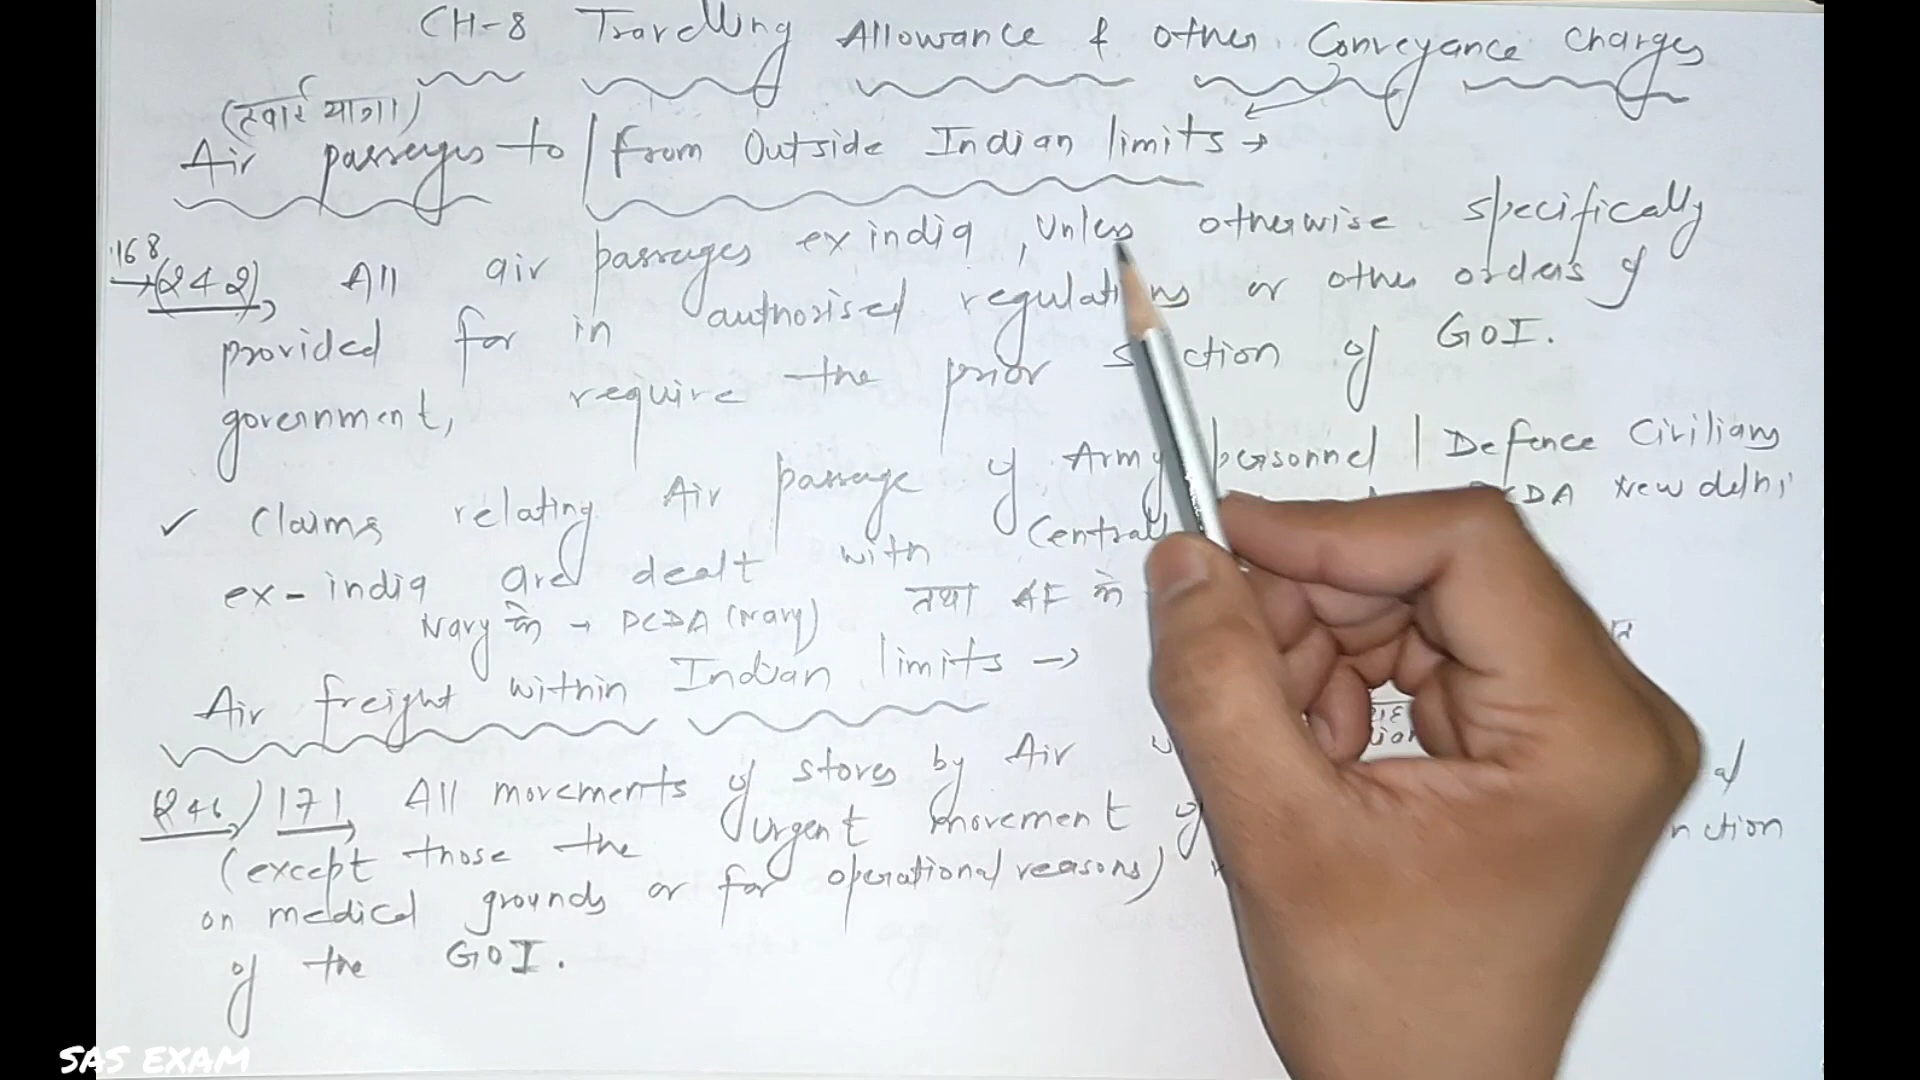 CH-8 Travelling Allowance & other Conveyance Charges
(हवाई यात्रा)
Air passages to / from Outside Indian limits →
168
→(242), All air passages ex india, unless otherwise specifically
provided for in authorised regulations or other orders of
government, require the prior ction of GOI.
✓ Claims relating Air passage of Army personnel / Defence Civilians
ex-india are dealt with Central DA New delhi
Navy के → PCDA (Navy) तथा AF के
Air freight within Indian limits →
(246) 171, All movements of stores by Air
(except those the urgent movement of nction
on medical grounds or for operational reasons)
of the GOI.
SAS EXAM